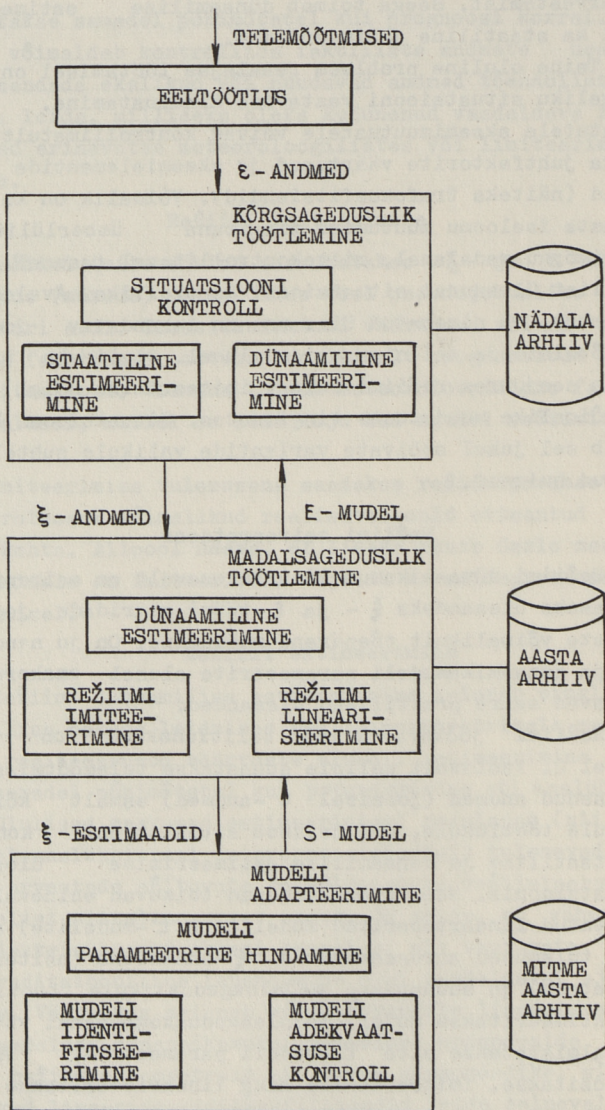 TELEMÕÕTMISED
EELTÖÖTLUS
ε-ANDMED
KÕRGSAGEDUSLIK
TÖÖTLEMINE
SITUATSIOONI
KONTROLL
STAATILINE
ESTIMEERI-
MINE
DÜNAAMILINE
ESTIMEERI-
MINE
NÄDALA
ARHIIV
ξ-ANDMED
ε-MUDEL
MADALSAGEDUSLIK
TÖÖTLEMINE
DÜNAAMILINE
ESTIMEERIMINE
REŽIIMI
IMITEE-
RIMINE
REŽIIMI
LINEARI-
SEERIMINE
AASTA
ARHIIV
ξ-ESTIMAADID
S-MUDEL
MUDELI
ADAPTEERIMINE
MUDELI
PARAMEETRITE HINDAMINE
MUDELI
IDENTI-
FITSEE-
RIMINE
MUDELI
ADEKVAAT-
SUSE
KONTROLL
MITME
AASTA
ARHIIV